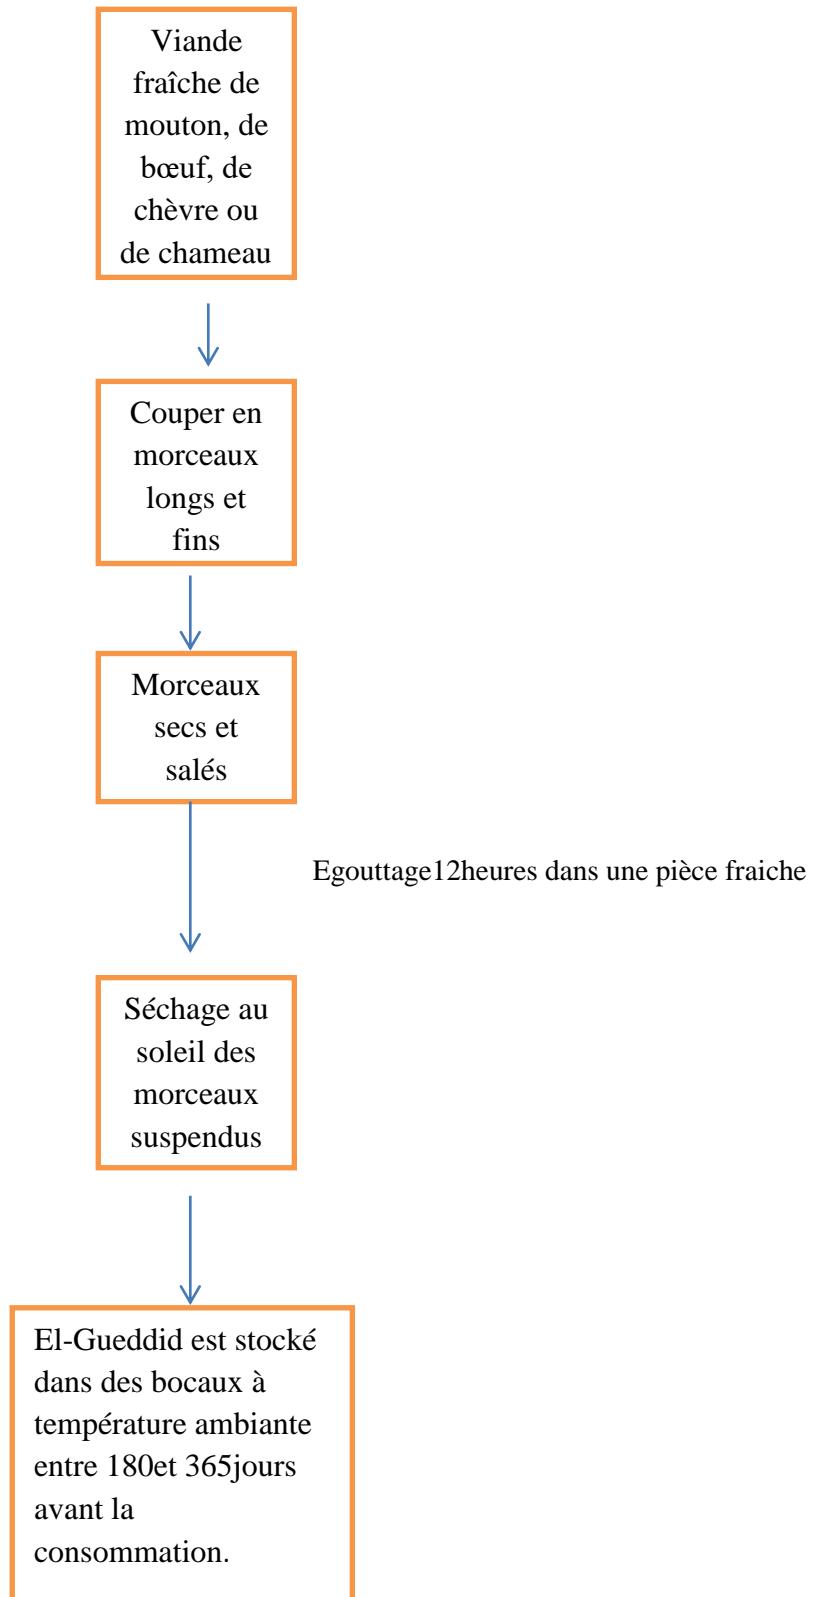 Viande
fraîche de
mouton, de
bœuf, de
chèvre ou
de chameau
Couper en
morceaux
longs et
fins
Morceaux
secs et
salés
Egouttage12heures dans une pièce fraiche
Séchage au
soleil des
morceaux
suspendus
El-Gueddid est stocké
dans des bocaux à
température ambiante
entre 180et 365jours
avant la
consommation.